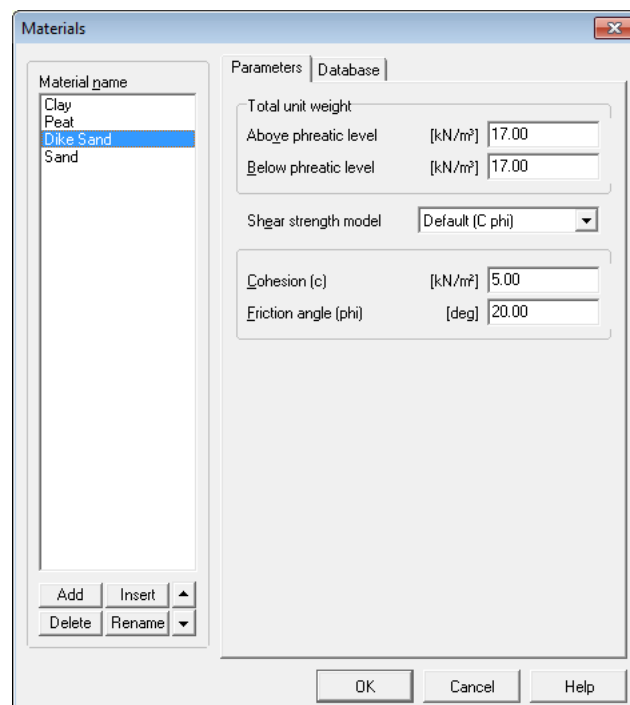 Materials
Material name
Clay
Peat
Dike Sand
Sand
Add Insert
Delete Rename
Parameters Database
Total unit weight
Above phreatic level [kN/m³] 17.00
Below phreatic level [kN/m³] 17.00
Shear strength model Default (C phi)
Cohesion (c) [kN/m²] 5.00
Friction angle (phi) [deg] 20.00
OK Cancel Help